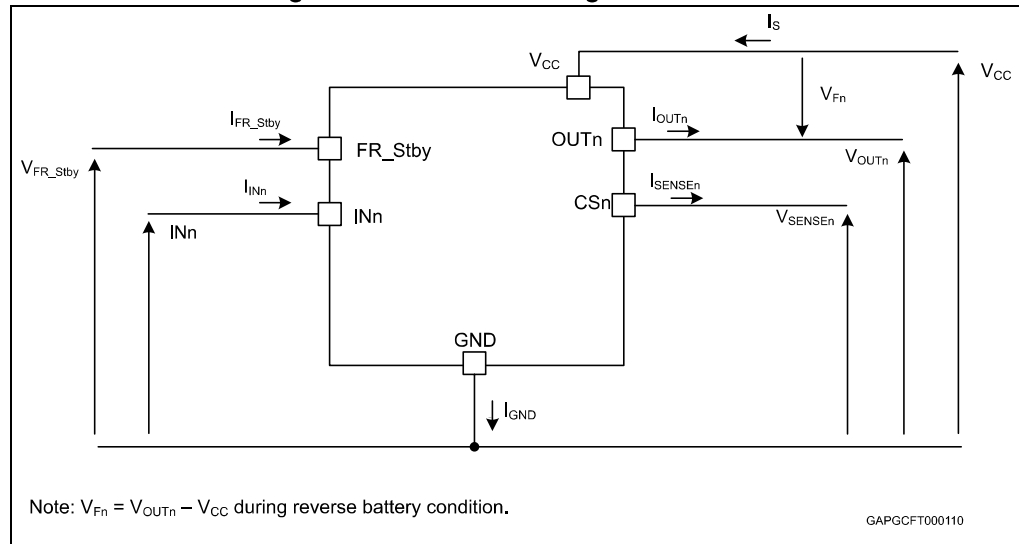 I_S
V_CC
V_CC
V_Fn
I_FR_Stby
I_OUTn
FR_Stby
OUTn
V_FR_Stby
V_OUTn
I_INn
I_SENSEn
INn
CSn
INn
V_SENSEn
GND
I_GND
Note: V_Fn = V_OUTn – V_CC during reverse battery condition.
GAPGCFT000110